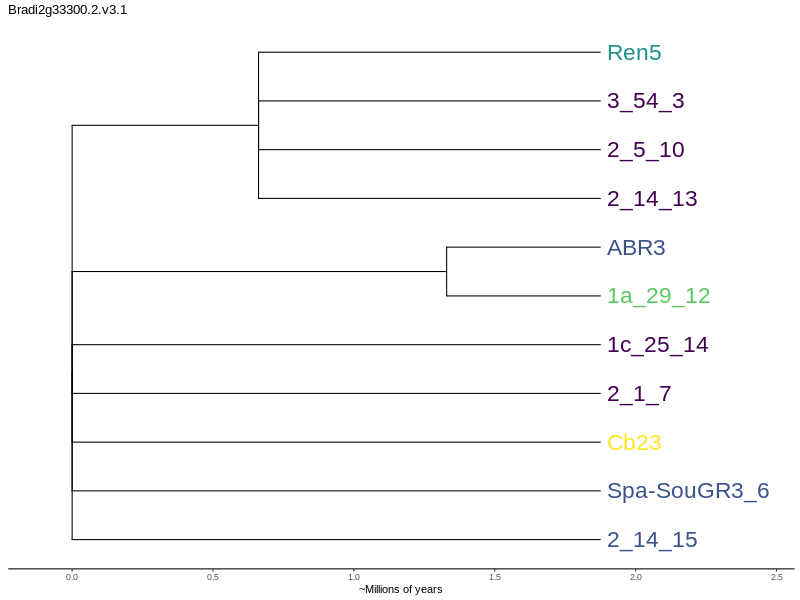 Bradi2g33300.2.v3.1
Ren5
3_54_3
2_5_10
2_14_13
ABR3
1a_29_12
1c_25_14
2_1_7
Cb23
Spa-SouGR3_6
2_14_15
0.0 0.5 1.0 1.5 2.0 2.5
~Millions of years